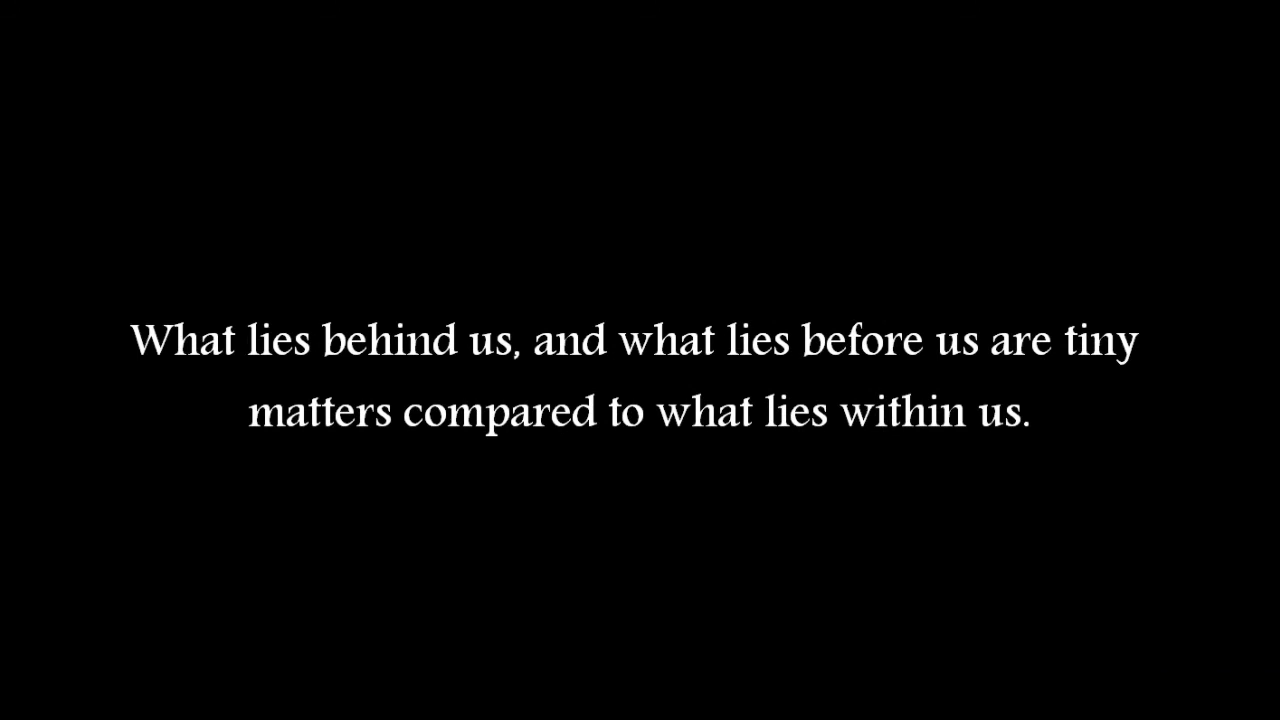 What lies behind us, and what lies before us are tiny
matters compared to what lies within us.